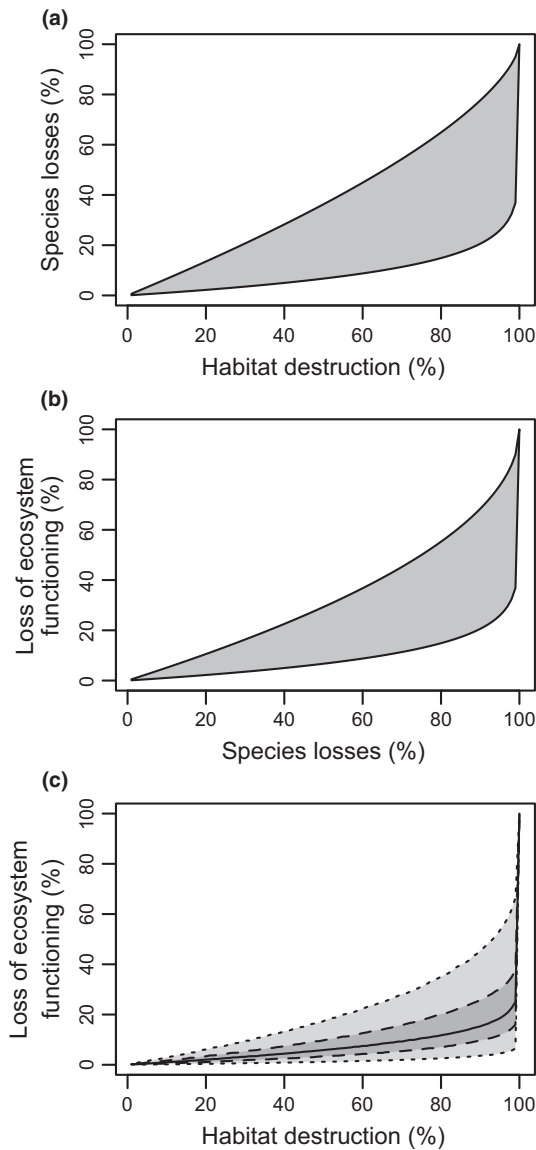 (a)
Species losses (%)
0 20 40 60 80 100
0 20 40 60 80 100
Habitat destruction (%)
(b)
Loss of ecosystem
functioning (%)
0 20 40 60 80 100
0 20 40 60 80 100
Species losses (%)
(c)
Loss of ecosystem
functioning (%)
0 20 40 60 80 100
0 20 40 60 80 100
Habitat destruction (%)